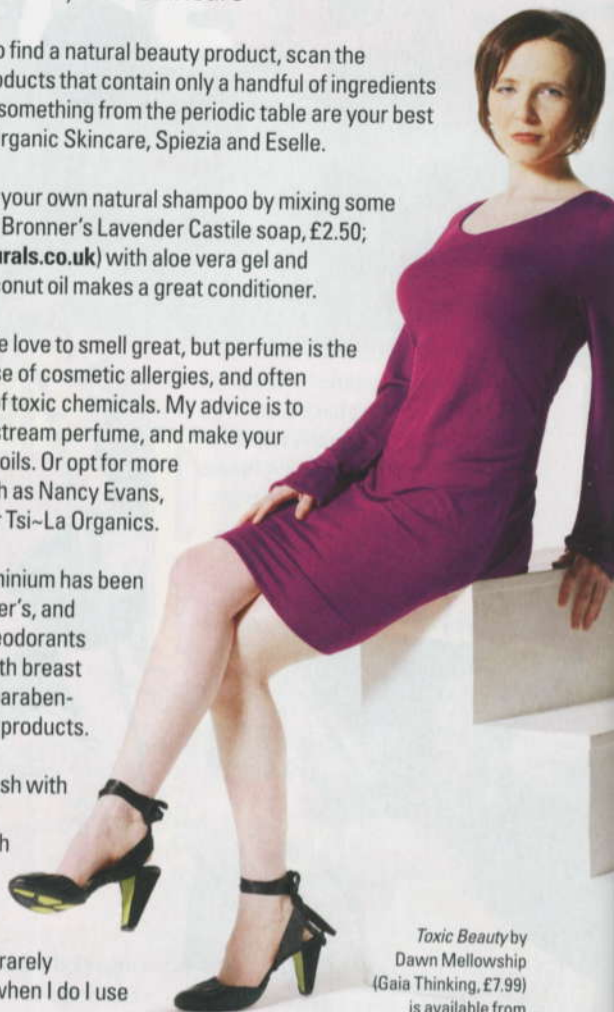 o find a natural beauty product, scan the
oducts that contain only a handful of ingredients
something from the periodic table are your best
rganic Skincare, Spiezia and Eselle.
your own natural shampoo by mixing some
Bronner's Lavender Castile soap, £2.50;
urals.co.uk) with aloe vera gel and
onut oil makes a great conditioner.
e love to smell great, but perfume is the
se of cosmetic allergies, and often
f toxic chemicals. My advice is to
tream perfume, and make your
oils. Or opt for more
h as Nancy Evans,
Tsi~La Organics.
minium has been
er's, and
eodorants
th breast
araben-
products.
sh with
h
rarely
when I do I use
Toxic Beauty by
Dawn Mellowship
(Gaia Thinking, £7.99)
is available from